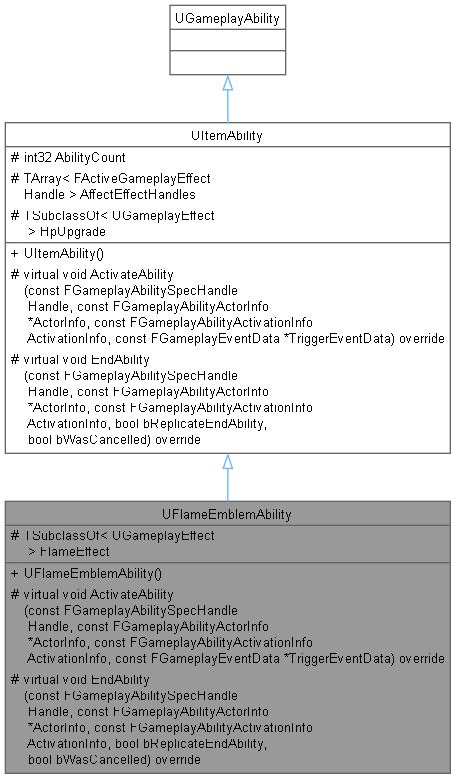 UGameplayAbility
UItemAbility
# int32 AbilityCount
# TArray< FActiveGameplayEffect
Handle > AffectEffectHandles
# TSubclassOf< UGameplayEffect
> HpUpgrade
+ UItemAbility()
# virtual void ActivateAbility
(const FGameplayAbilitySpecHandle
Handle, const FGameplayAbilityActorInfo
*ActorInfo, const FGameplayAbilityActivationInfo
ActivationInfo, const FGameplayEventData *TriggerEventData) override
# virtual void EndAbility
(const FGameplayAbilitySpecHandle
Handle, const FGameplayAbilityActorInfo
*ActorInfo, const FGameplayAbilityActivationInfo
ActivationInfo, bool bReplicateEndAbility,
bool bWasCancelled) override
UFlameEmblemAbility
# TSubclassOf< UGameplayEffect
> FlameEffect
+ UFlameEmblemAbility()
# virtual void ActivateAbility
(const FGameplayAbilitySpecHandle
Handle, const FGameplayAbilityActorInfo
*ActorInfo, const FGameplayAbilityActivationInfo
ActivationInfo, const FGameplayEventData *TriggerEventData) override
# virtual void EndAbility
(const FGameplayAbilitySpecHandle
Handle, const FGameplayAbilityActorInfo
*ActorInfo, const FGameplayAbilityActivationInfo
ActivationInfo, bool bReplicateEndAbility,
bool bWasCancelled) override